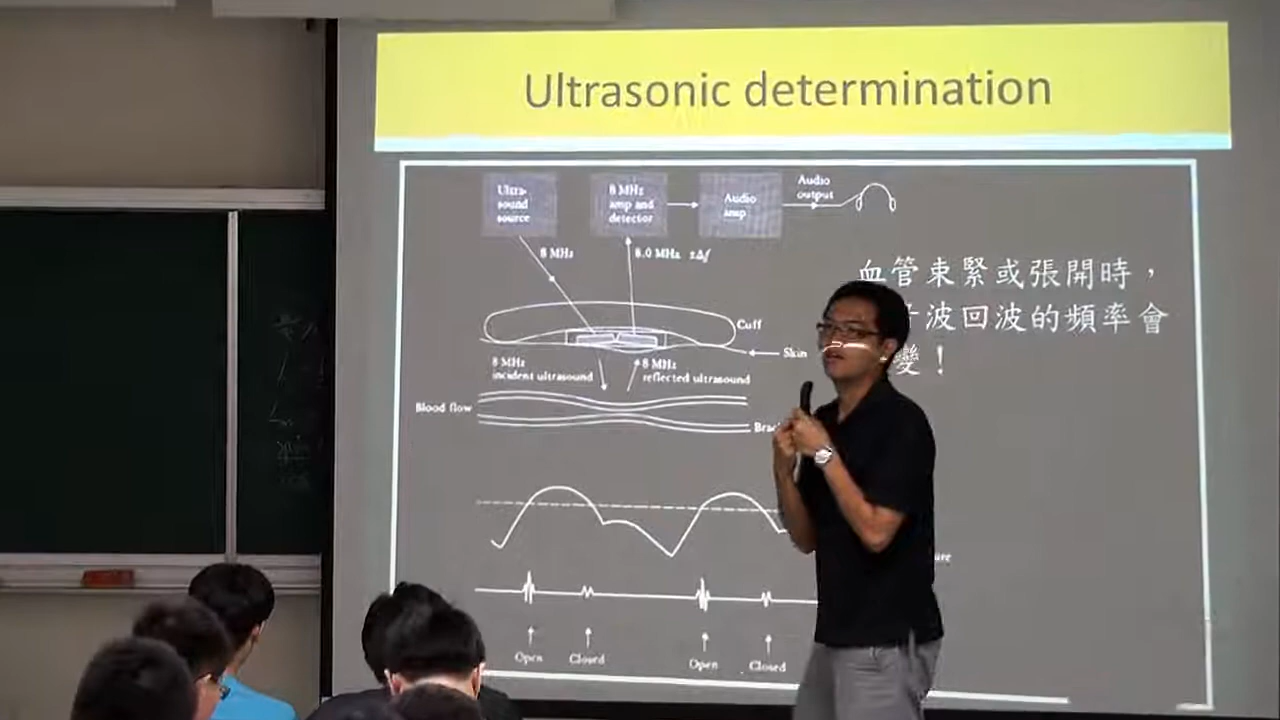 Ultrasonic determination
Ultra-
sound
source
8 MHz
amp and
detector
Audio
amp
Audio
output
8 MHz
8.0 MHz ±Δf
血管束緊或張開時，
波回波的頻率會
變！
Cuff
Skin
8 MHz
incident ultrasound
8 MHz
reflected ultrasound
Blood flow
Open
Closed
Open
Closed